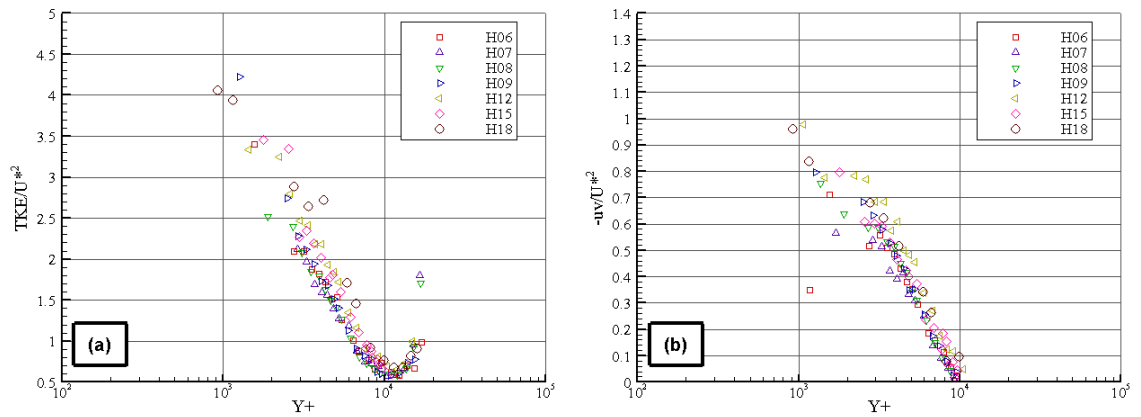 5
4.5
4
3.5
3
2.5
2
1.5
1
0.5
TKE/U*²
10²
10³
10⁴
10⁵
Y+
H06
H07
H08
H09
H12
H15
H18
(a)
1.4
1.3
1.2
1.1
1
0.9
0.8
0.7
0.6
0.5
0.4
0.3
0.2
0.1
0
-uv/U*²
10²
10³
10⁴
10⁵
Y+
H06
H07
H08
H09
H12
H15
H18
(b)